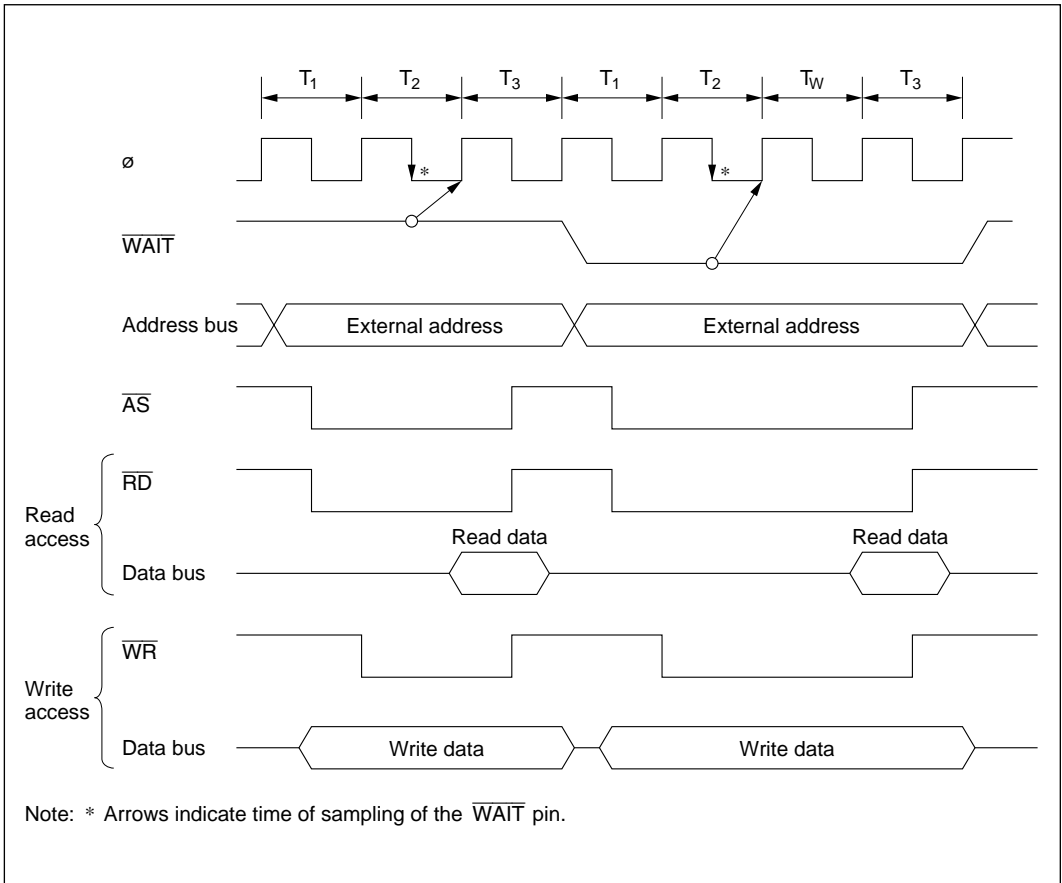 T1 T2 T3 T1 T2 TW T3
ø
* *
WAIT
Address bus External address External address
AS
Read access
RD
Read data Read data
Data bus
Write access
WR
Data bus Write data Write data
Note: * Arrows indicate time of sampling of the WAIT pin.